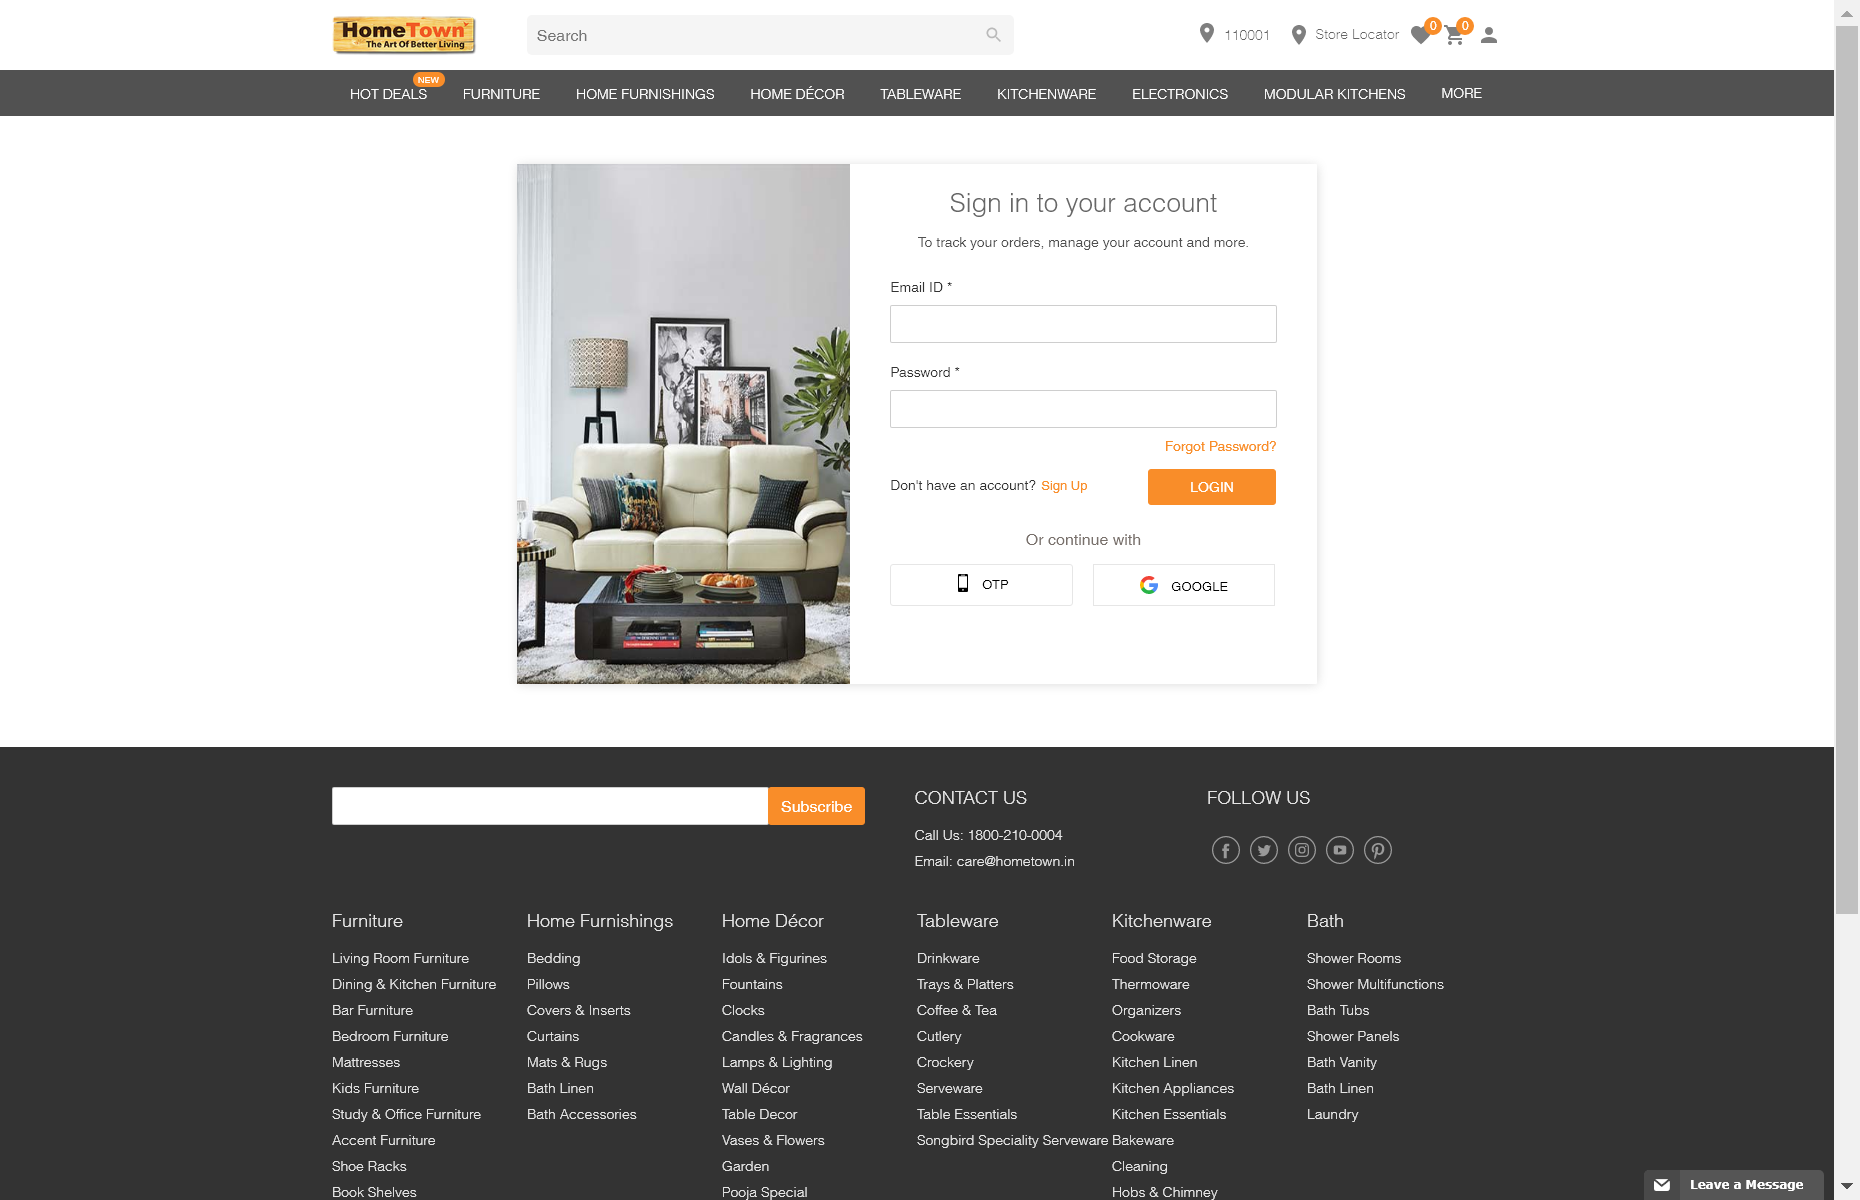 HomeTown
The Art Of Better Living
Search
110001
Store Locator
0
0
NEW
HOT DEALS
FURNITURE
HOME FURNISHINGS
HOME DÉCOR
TABLEWARE
KITCHENWARE
ELECTRONICS
MODULAR KITCHENS
MORE
Sign in to your account
To track your orders, manage your account and more.
Email ID *
Password *
Forgot Password?
Don't have an account? Sign Up
LOGIN
Or continue with
OTP
GOOGLE
Subscribe
CONTACT US
Call Us: 1800-210-0004
Email: care@hometown.in
FOLLOW US
Furniture
Living Room Furniture
Dining & Kitchen Furniture
Bar Furniture
Bedroom Furniture
Mattresses
Kids Furniture
Study & Office Furniture
Accent Furniture
Shoe Racks
Book Shelves
Home Furnishings
Bedding
Pillows
Covers & Inserts
Curtains
Mats & Rugs
Bath Linen
Bath Accessories
Home Décor
Idols & Figurines
Fountains
Clocks
Candles & Fragrances
Lamps & Lighting
Wall Décor
Table Decor
Vases & Flowers
Garden
Pooja Special
Tableware
Drinkware
Trays & Platters
Coffee & Tea
Cutlery
Crockery
Serveware
Table Essentials
Songbird Speciality Serveware
Kitchenware
Food Storage
Thermoware
Organizers
Cookware
Kitchen Linen
Kitchen Appliances
Kitchen Essentials
Bakeware
Cleaning
Hobs & Chimney
Bath
Shower Rooms
Shower Multifunctions
Bath Tubs
Shower Panels
Bath Vanity
Bath Linen
Laundry
Leave a Message